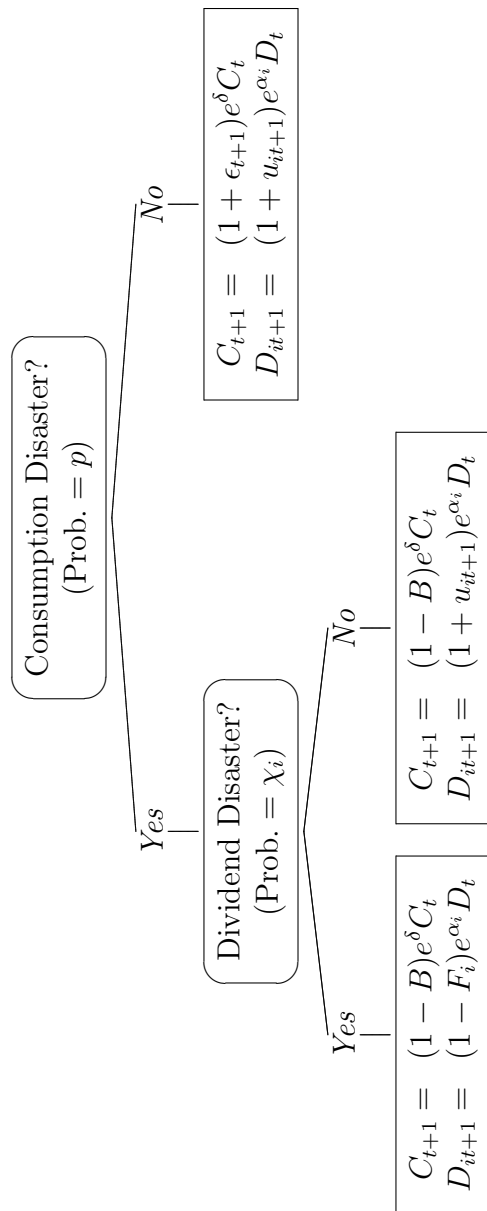 Consumption Disaster?
(Prob. = p)
Yes
No
Dividend Disaster?
(Prob. = χ_i)
C_{t+1} = (1 + ϵ_{t+1})e^δ C_t
D_{it+1} = (1 + u_{it+1})e^{α_i} D_t
Yes
No
C_{t+1} = (1 − B)e^δ C_t
D_{it+1} = (1 − F_i)e^{α_i} D_t
C_{t+1} = (1 − B)e^δ C_t
D_{it+1} = (1 + u_{it+1})e^{α_i} D_t